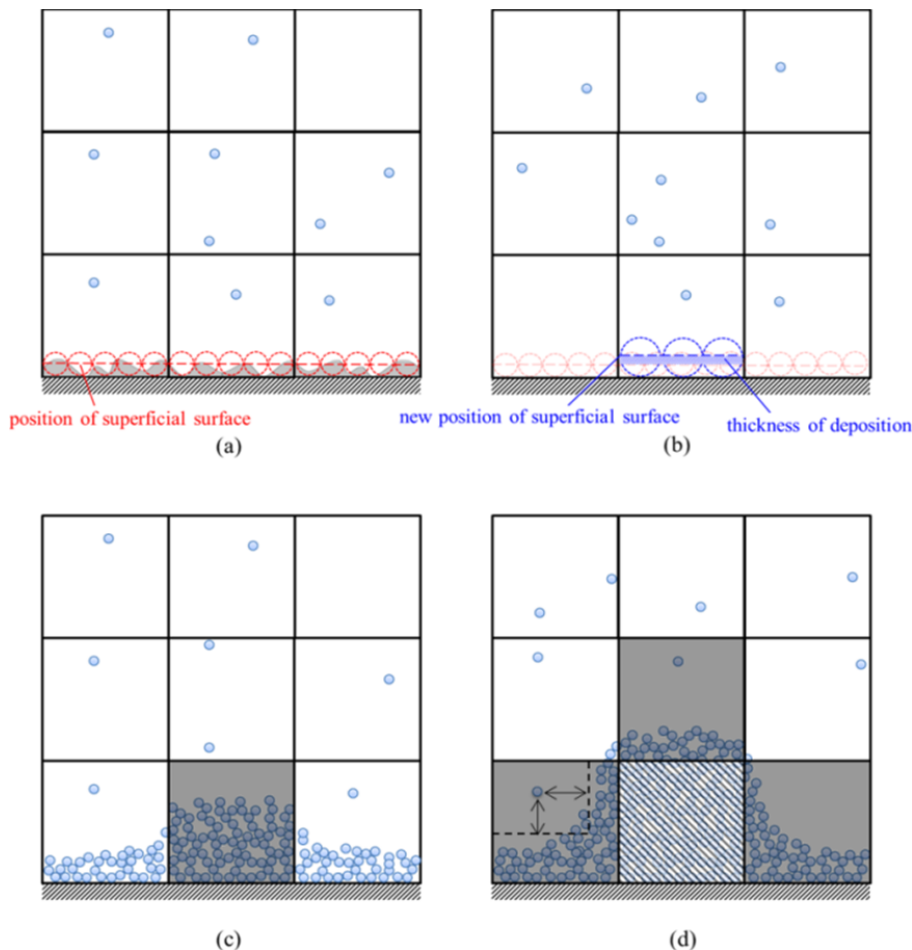 position of superficial surface
(a)
new position of superficial surface
thickness of deposition
(b)
(c)
(d)